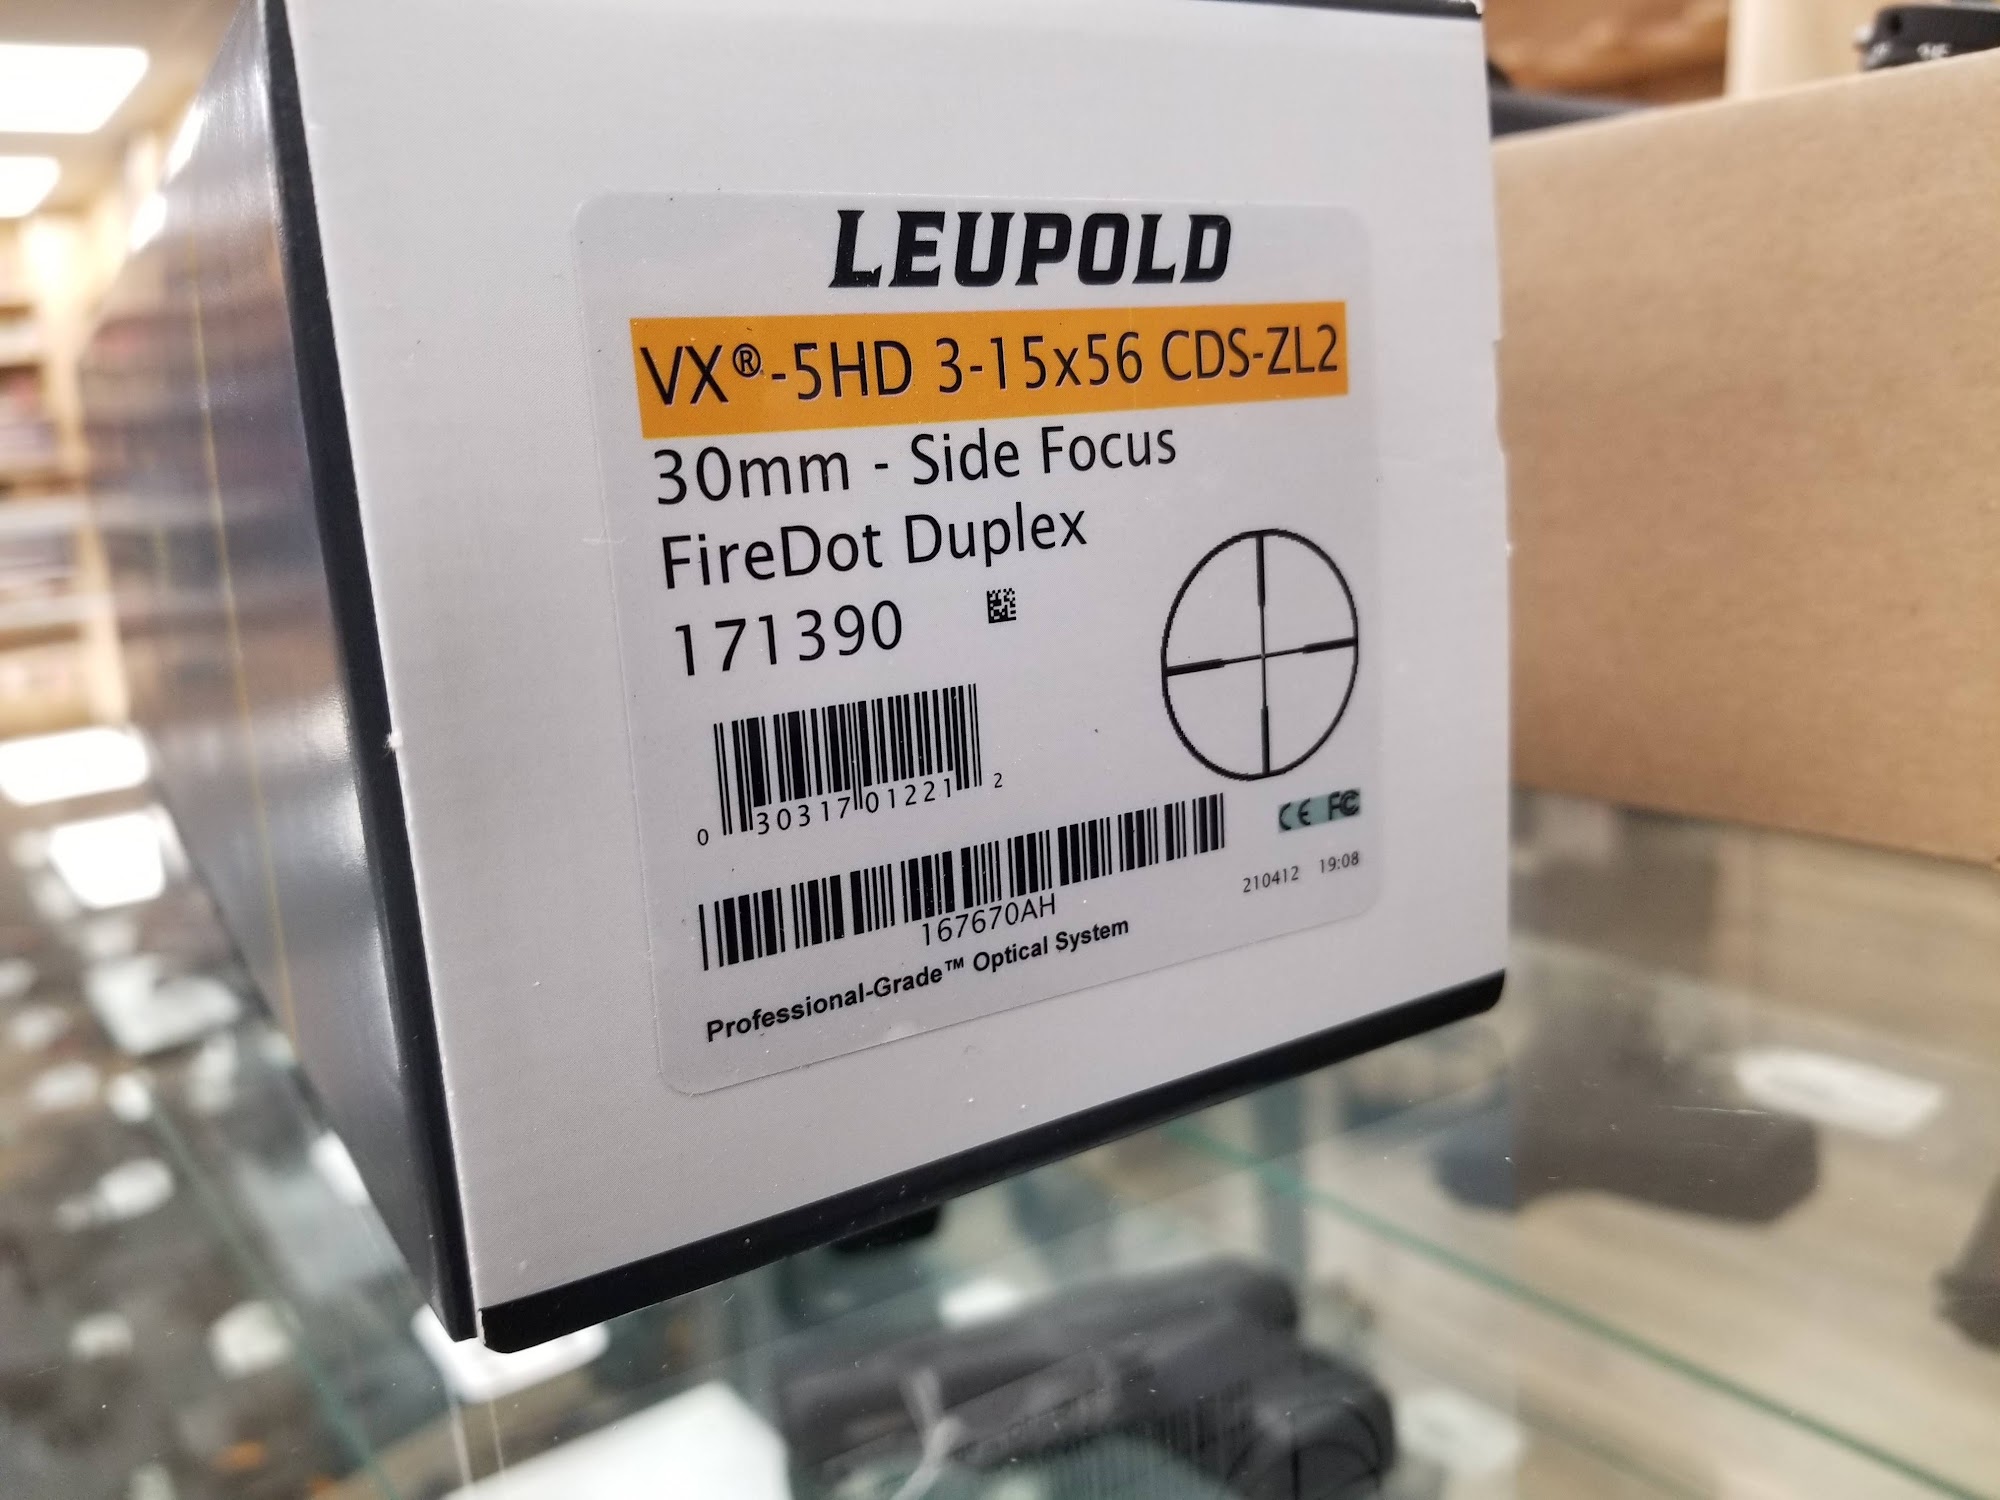 LEUPOLD
VX®-5HD 3-15x56 CDS-ZL2
30mm - Side Focus
FireDot Duplex
171390
0 30317 01221 2
167670AH
CE FC
210412 19:08
Professional-Grade™ Optical System